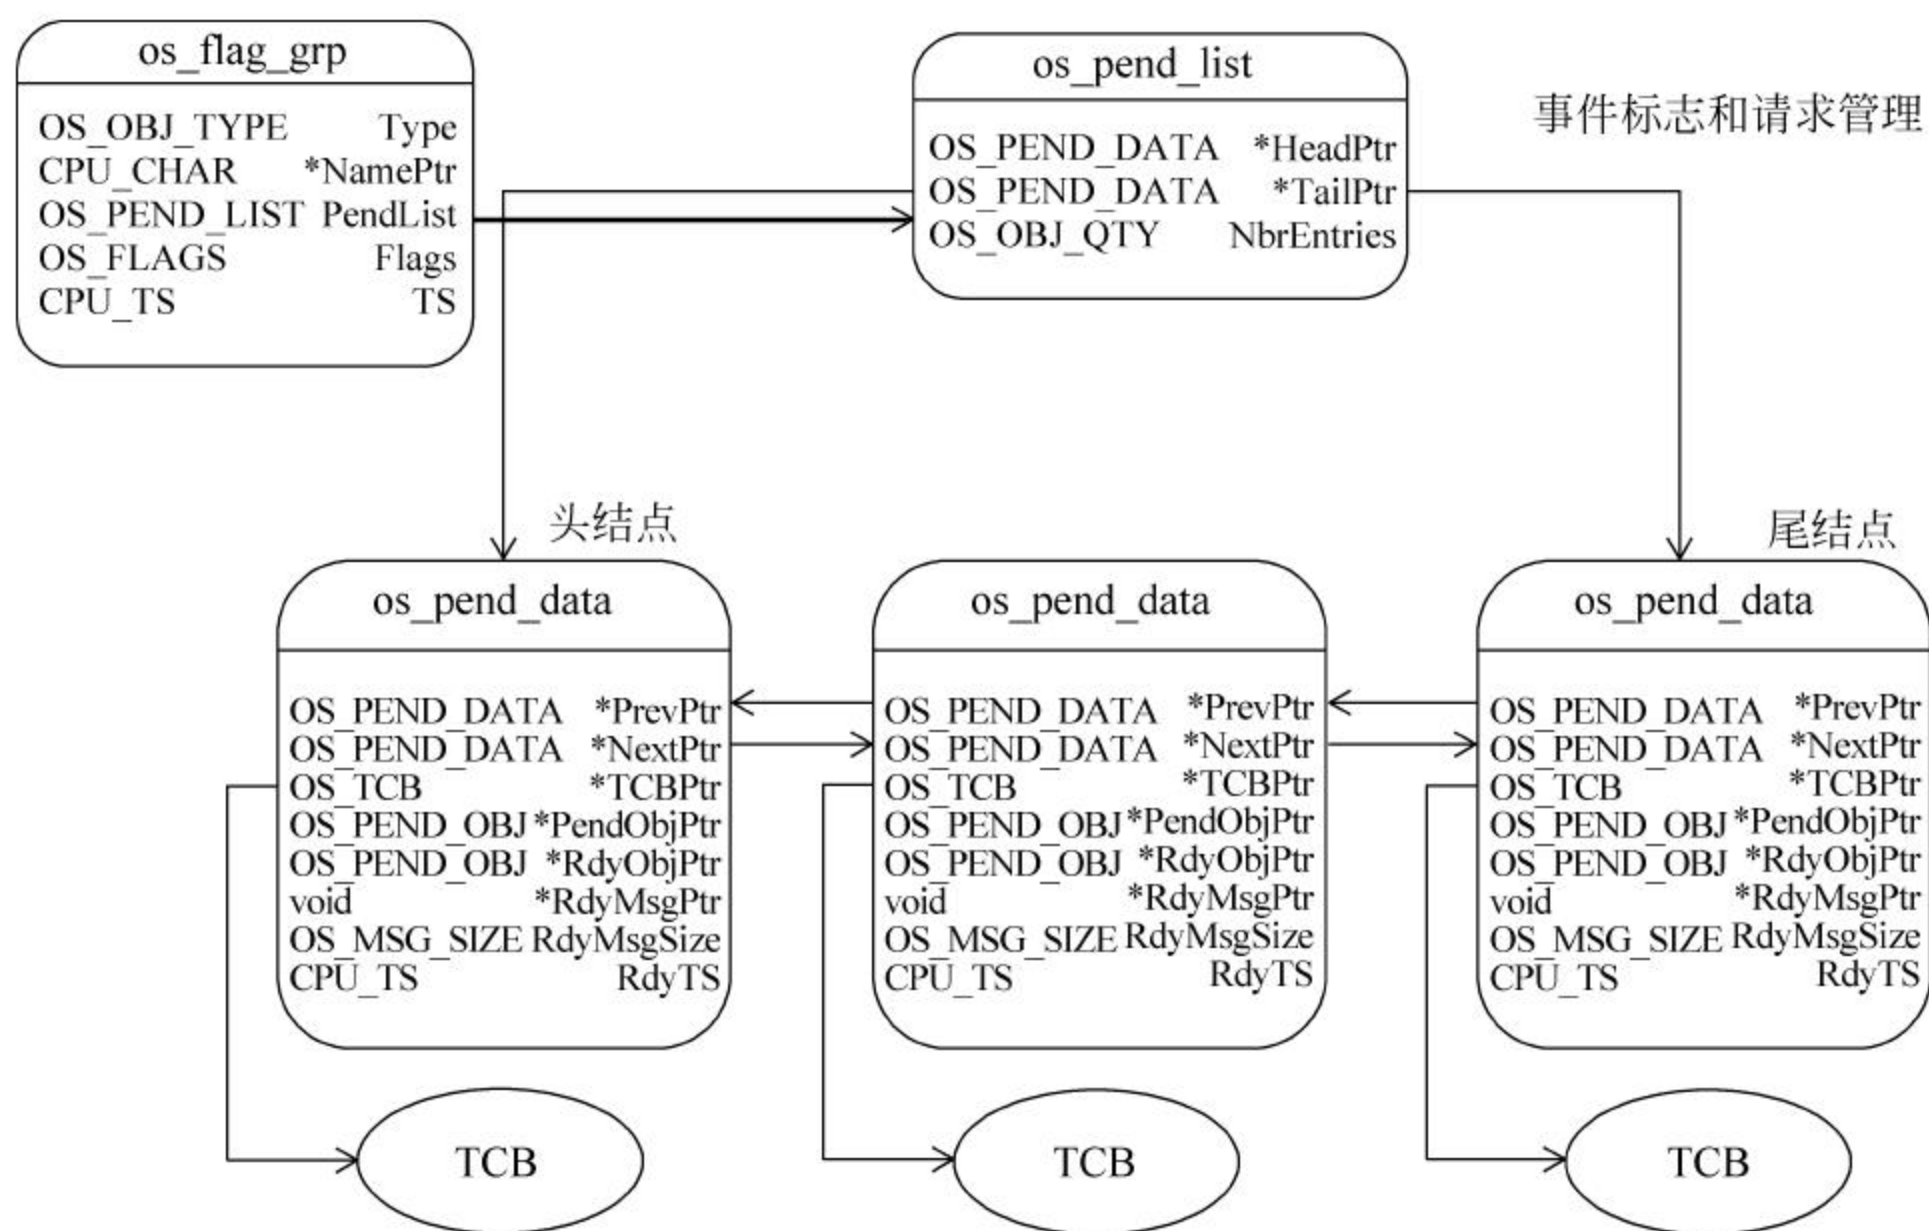 os_flag_grp
OS_OBJ_TYPE Type
CPU_CHAR *NamePtr
OS_PEND_LIST PendList
OS_FLAGS Flags
CPU_TS TS
os_pend_list
OS_PEND_DATA *HeadPtr
OS_PEND_DATA *TailPtr
OS_OBJ_QTY NbrEntries
事件标志和请求管理
头结点
os_pend_data
OS_PEND_DATA *PrevPtr
OS_PEND_DATA *NextPtr
OS_TCB *TCBPtr
OS_PEND_OBJ *PendObjPtr
OS_PEND_OBJ *RdyObjPtr
void *RdyMsgPtr
OS_MSG_SIZE RdyMsgSize
CPU_TS RdyTS
TCB
os_pend_data
OS_PEND_DATA *PrevPtr
OS_PEND_DATA *NextPtr
OS_TCB *TCBPtr
OS_PEND_OBJ *PendObjPtr
OS_PEND_OBJ *RdyObjPtr
void *RdyMsgPtr
OS_MSG_SIZE RdyMsgSize
CPU_TS RdyTS
TCB
尾结点
os_pend_data
OS_PEND_DATA *PrevPtr
OS_PEND_DATA *NextPtr
OS_TCB *TCBPtr
OS_PEND_OBJ *PendObjPtr
OS_PEND_OBJ *RdyObjPtr
void *RdyMsgPtr
OS_MSG_SIZE RdyMsgSize
CPU_TS RdyTS
TCB